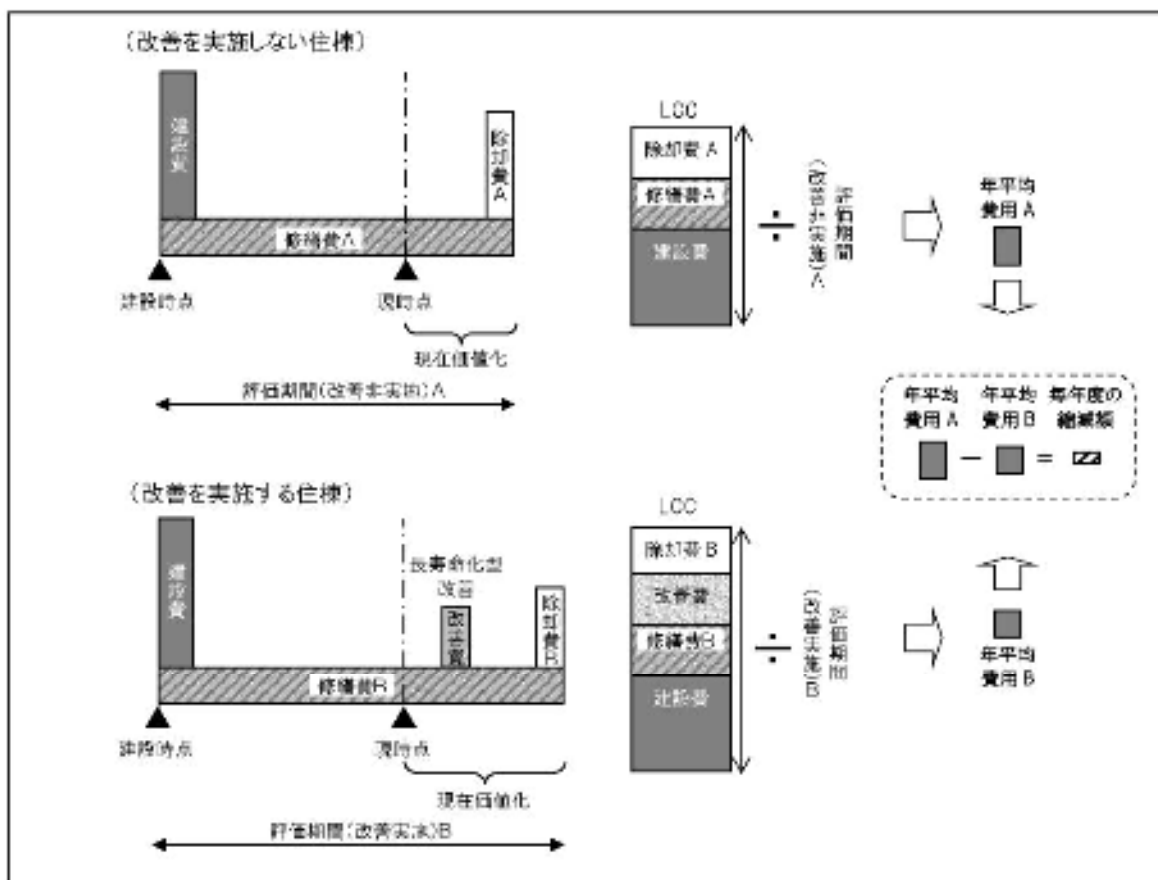 (改善を実施しない住棟)
建設費
除却費A
修繕費A
建設時点
現時点
現在価値化
評価期間(改善非実施)A
LCC
除却費A
修繕費A
建設費
÷
評価期間
(改善非実施)A
年平均
費用A
年平均
費用A
年平均
費用B
毎年度の
縮減額
－
＝
(改善を実施する住棟)
建設費
長寿命化型
改善
改善費
除却費B
修繕費B
建設時点
現時点
現在価値化
評価期間(改善実施)B
LCC
除却費B
改善費
修繕費B
建設費
÷
評価期間
(改善実施)B
年平均
費用B